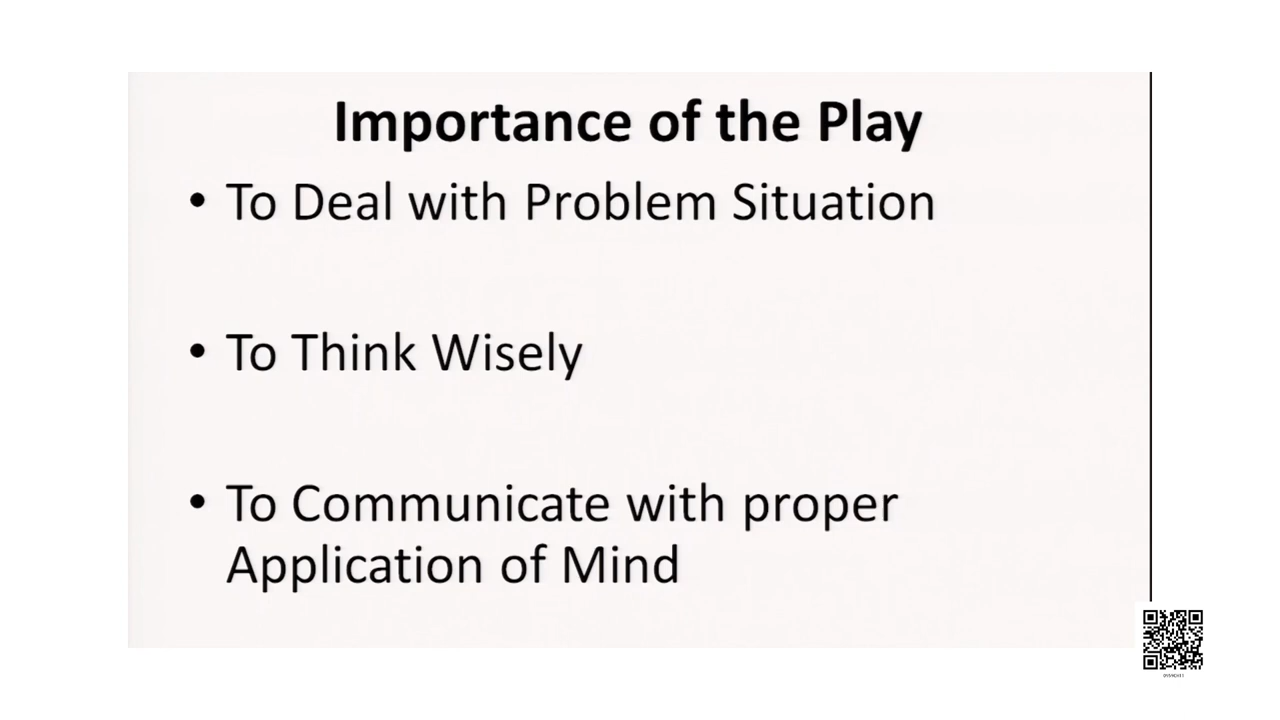 Importance of the Play
• To Deal with Problem Situation
• To Think Wisely
• To Communicate with proper
Application of Mind